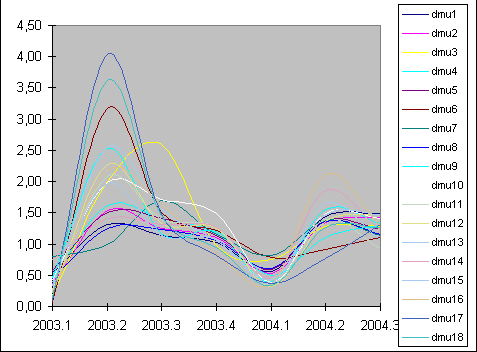 4,50
4,00
3,50
3,00
2,50
2,00
1,50
1,00
0,50
0,00
2003.1 2003.2 2003.3 2003.4 2004.1 2004.2 2004.3
dmu1
dmu2
dmu3
dmu4
dmu5
dmu6
dmu7
dmu8
dmu9
dmu10
dmu11
dmu12
dmu13
dmu14
dmu15
dmu16
dmu17
dmu18